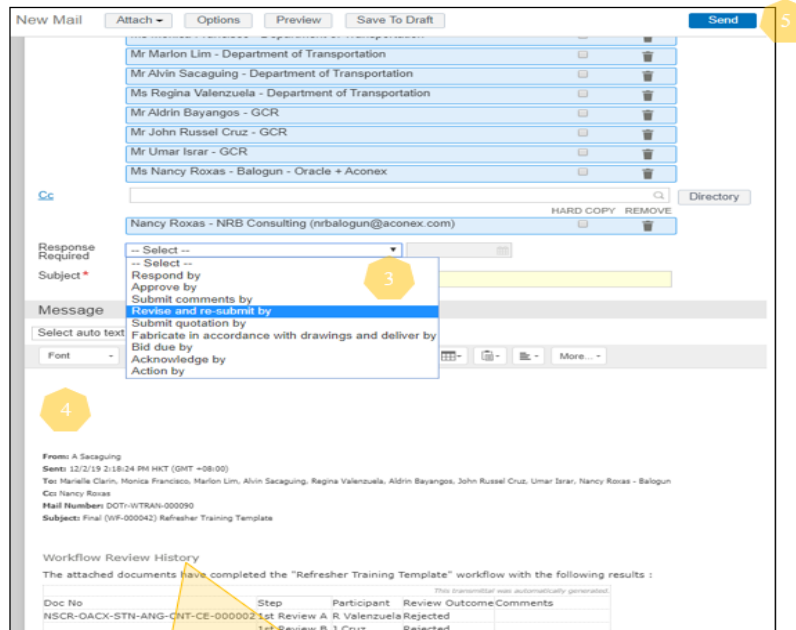 New Mail Attach Options Preview Save To Draft Send 5
Ms Monica Francisco - Department of Transportation
Mr Marlon Lim - Department of Transportation
Mr Alvin Sacaguing - Department of Transportation
Ms Regina Valenzuela - Department of Transportation
Mr Aldrin Bayangos - GCR
Mr John Russel Cruz - GCR
Mr Umar Israr - GCR
Ms Nancy Roxas - Balogun - Oracle + Aconex
Cc Directory
HARD COPY REMOVE
Nancy Roxas - NRB Consulting (nrbalogun@aconex.com)
Response Required -- Select --
-- Select --
Subject * Respond by 3
Approve by
Submit comments by
Message Revise and re-submit by
Select auto text Submit quotation by
Fabricate in accordance with drawings and deliver by
Font Bid due by More...
Acknowledge by
Action by
4
From: A Sacaguing
Sent: 12/2/19 2:18:24 PM HKT (GMT +08:00)
To: Marielle Clarin, Monica Francisco, Marlon Lim, Alvin Sacaguing, Regina Valenzuela, Aldrin Bayangos, John Russel Cruz, Umar Israr, Nancy Roxas - Balogun
Cc: Nancy Roxas
Mail Number: DOTr-WTRAN-000090
Subject: Final (WF-000042) Refresher Training Template
Workflow Review History
The attached documents have completed the "Refresher Training Template" workflow with the following results :
This transmittal was automatically generated.
Doc No Step Participant Review Outcome Comments
NSCR-OACX-STN-ANG-CNT-CE-000002 1st Review A R Valenzuela Rejected
1st Review B J Cruz Rejected